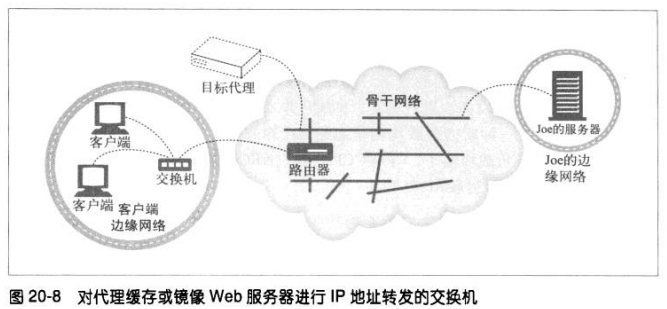 目标代理
骨干网络
客户端
Joe的服务器
路由器
交换机
Joe的边
缘网络
客户端
客户端
边缘网络
图 20-8 对代理缓存或镜像 Web 服务器进行 IP 地址转发的交换机